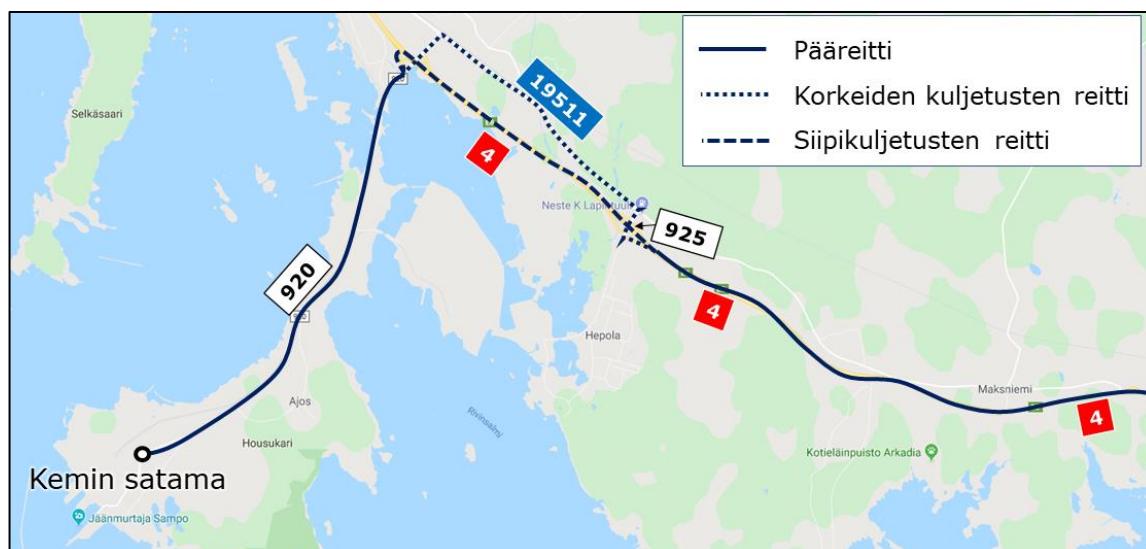 Pääreitti
Korkeiden kuljetusten reitti
Siipikuljetusten reitti
19511
Selkäsaari
4
Neste K Lapintuuli
925
920
4
Hepola
Maksniemi
Ajos
4
Rivinsalmi
Housukari
Kotieläinpuisto Arkadia
Kemin satama
Jäänmurtaja Sampo